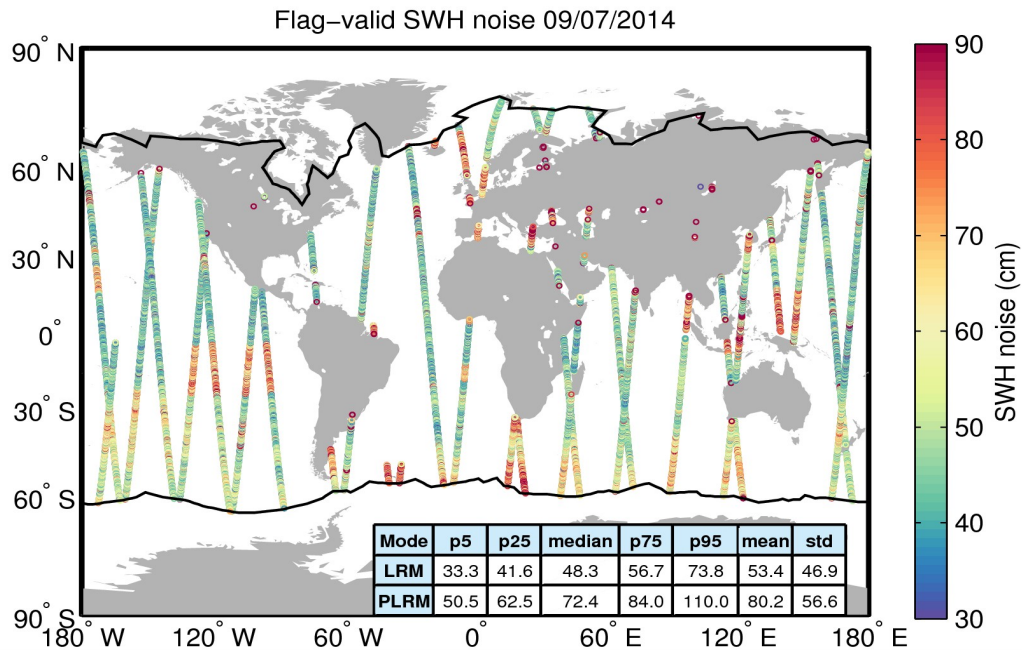 Flag−valid SWH noise 09/07/2014
90° N
60° N
30° N
0°
30° S
60° S
90° S
180° W
120° W
60° W
0°
60° E
120° E
180° E
90
80
70
60
50
40
30
SWH noise (cm)
Mode p5 p25 median p75 p95 mean std
LRM 33.3 41.6 48.3 56.7 73.8 53.4 46.9
PLRM 50.5 62.5 72.4 84.0 110.0 80.2 56.6